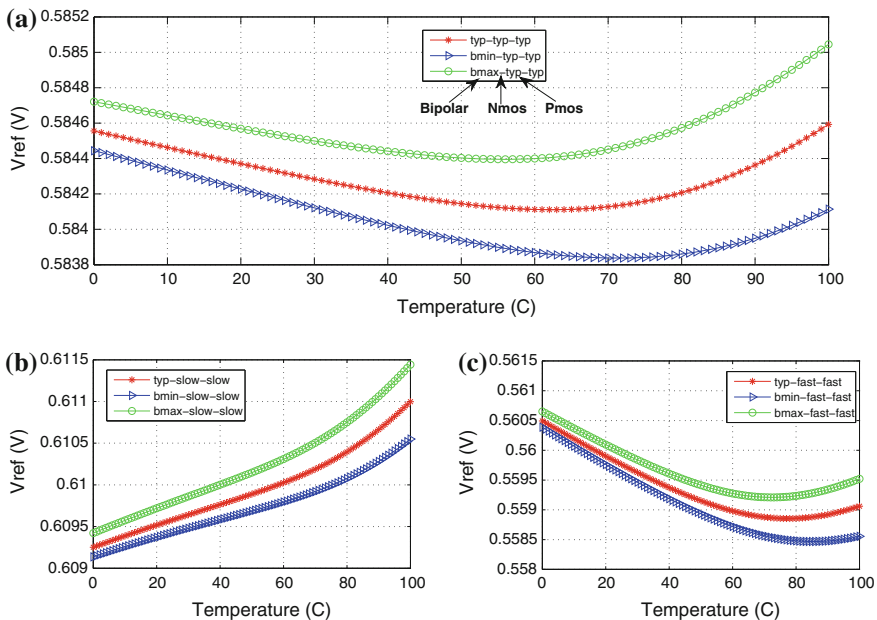 (a)
0.5852
0.585
0.5848
0.5846
0.5844
0.5842
0.584
0.5838
Vref (V)
typ-typ-typ
bmin-typ-typ
bmax-typ-typ
Bipolar Nmos Pmos
0 10 20 30 40 50 60 70 80 90 100
Temperature (C)
(b)
0.6115
0.611
0.6105
0.61
0.6095
0.609
Vref (V)
typ-slow-slow
bmin-slow-slow
bmax-slow-slow
0 20 40 60 80 100
Temperature (C)
(c)
0.5615
0.561
0.5605
0.56
0.5595
0.559
0.5585
0.558
Vref (V)
typ-fast-fast
bmin-fast-fast
bmax-fast-fast
0 20 40 60 80 100
Temperature (C)